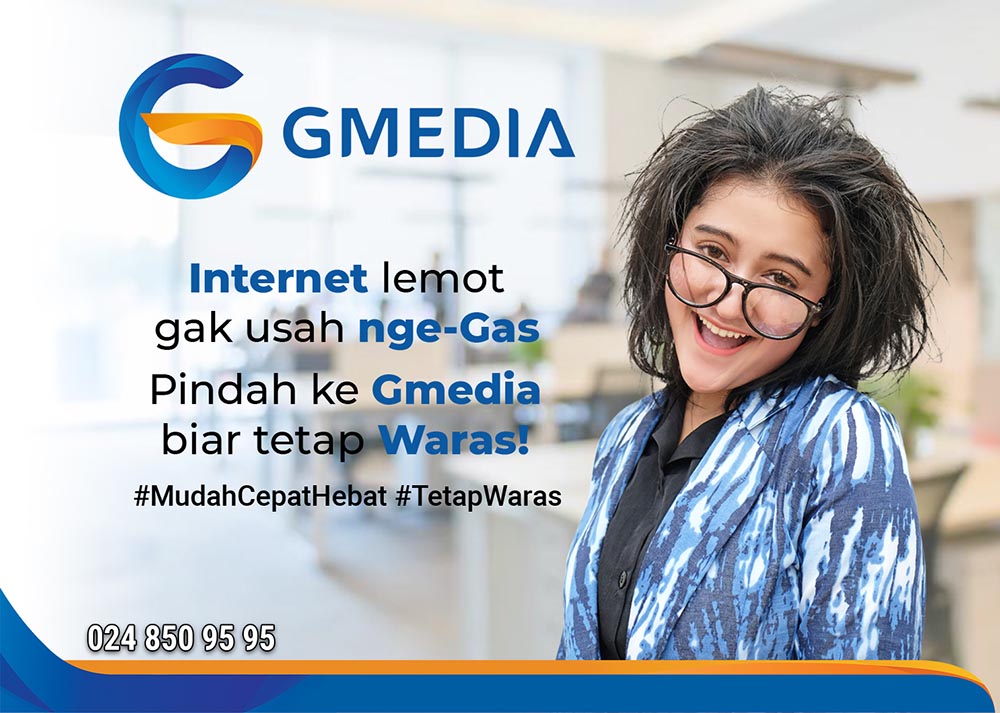 GMEDIA
Internet lemot
gak usah nge-Gas
Pindah ke Gmedia
biar tetap Waras!
#MudahCepatHebat #TetapWaras
024 850 95 95